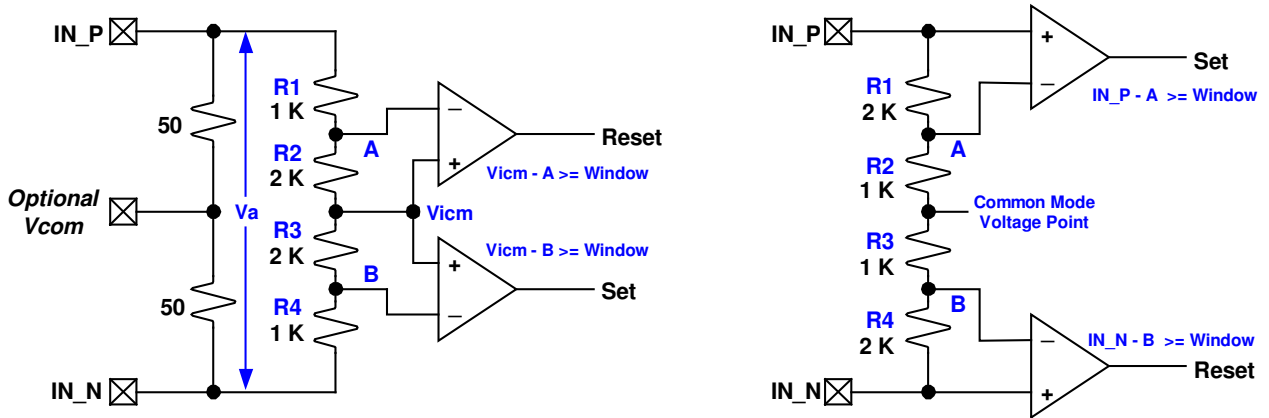 IN_P
R1
1 K
50
A
Reset
R2
2 K
Vicm - A >= Window
Optional
Vcom
Va
Vicm
R3
2 K
Vicm - B >= Window
B
50
R4
1 K
Set
IN_N
IN_P
+
−
Set
R1
2 K
IN_P - A >= Window
A
R2
1 K
Common Mode
Voltage Point
R3
1 K
B
R4
2 K
IN_N - B >= Window
−
+
Reset
IN_N
−
+
+
−